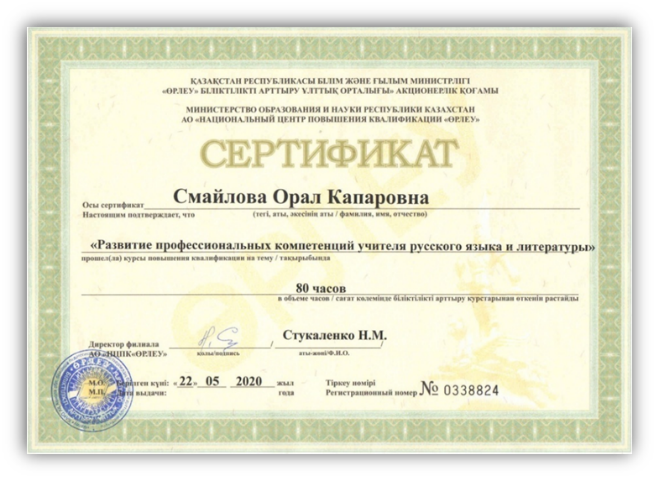 ҚАЗАҚСТАН РЕСПУБЛИКАСЫ БІЛІМ ЖӘНЕ ҒЫЛЫМ МИНИСТРЛІГІ
«ӨРЛЕУ» БІЛІКТІЛІКТІ АРТТЫРУ ҰЛТТЫҚ ОРТАЛЫҒЫ» АКЦИОНЕРЛІК ҚОҒАМЫ
МИНИСТЕРСТВО ОБРАЗОВАНИЯ И НАУКИ РЕСПУБЛИКИ КАЗАХСТАН
АО «НАЦИОНАЛЬНЫЙ ЦЕНТР ПОВЫШЕНИЯ КВАЛИФИКАЦИИ «ӨРЛЕУ»
СЕРТИФИКАТ
Осы сертификат Смайлова Орал Капаровна
Настоящим подтверждает, что (тегі, аты, әкесінің аты / фамилия, имя, отчество)
«Развитие профессиональных компетенций учителя русского языка и литературы»
прошел(ла) курсы повышения квалификации на тему / тақырыбында
80 часов
в объеме часов / сағат көлемінде біліктілікті арттыру курстарынан өткенін растайды
Стукаленко Н.М.
Директор филиала
АО «НЦПК«ӨРЛЕУ» қолы/подпись аты-жөні/Ф.И.О.
М.О. Берілген күні: «22» 05 2020 жыл Тіркеу нөмірі
М.П. Дата выдачи: года Регистрационный номер № 0338824